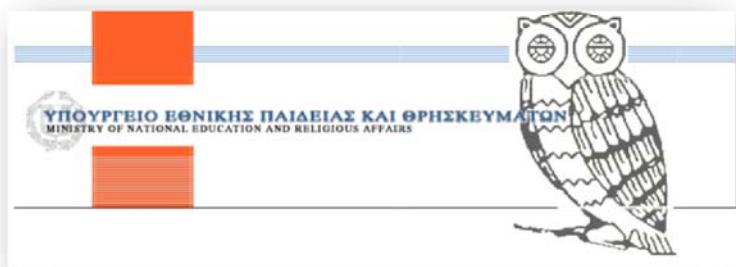 ΥΠΟΥΡΓΕΙΟ ΕΘΝΙΚΗΣ ΠΑΙΔΕΙΑΣ ΚΑΙ ΘΡΗΣΚΕΥΜΑΤΩΝ
MINISTRY OF NATIONAL EDUCATION AND RELIGIOUS AFFAIRS